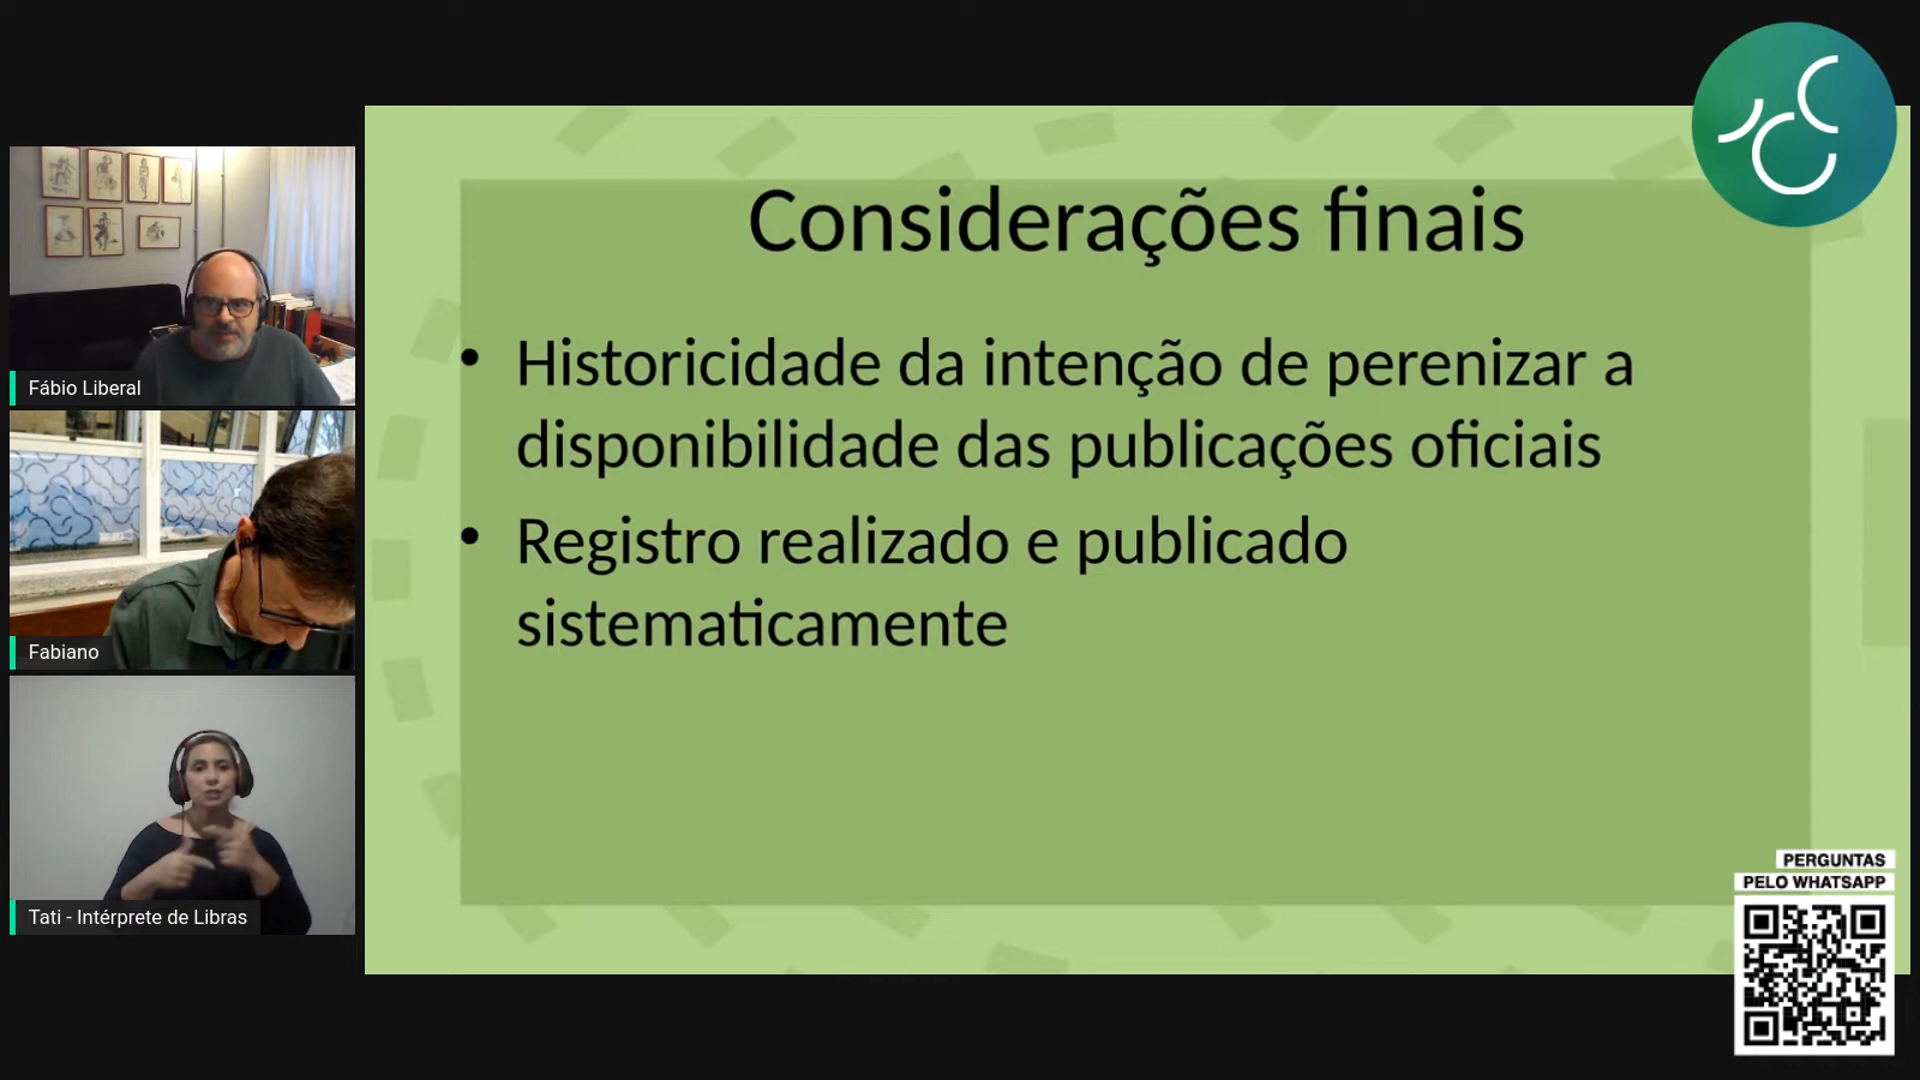 Fábio Liberal
Fabiano
Tati - Intérprete de Libras
Considerações finais
• Historicidade da intenção de perenizar a
disponibilidade das publicações oficiais
• Registro realizado e publicado
sistematicamente
PERGUNTAS
PELO WHATSAPP